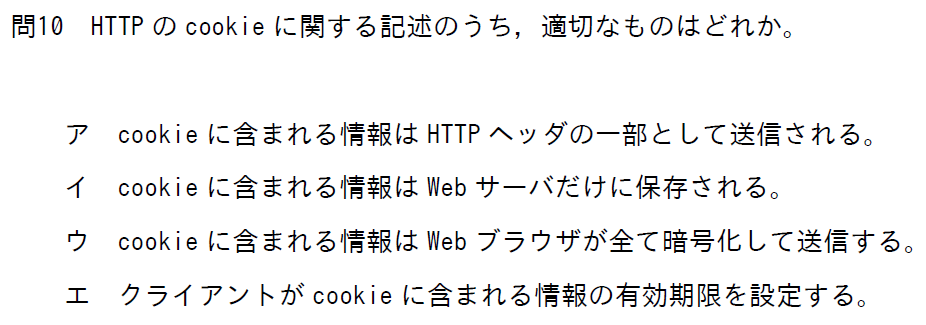 問10　HTTP の cookie に関する記述のうち，適切なものはどれか。
ア　cookie に含まれる情報は HTTP ヘッダの一部として送信される。
イ　cookie に含まれる情報は Web サーバだけに保存される。
ウ　cookie に含まれる情報は Web ブラウザが全て暗号化して送信する。
エ　クライアントが cookie に含まれる情報の有効期限を設定する。